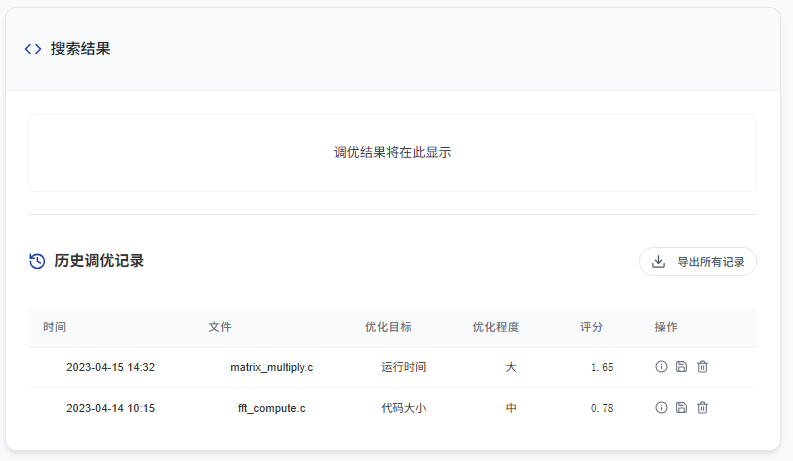 搜索结果
调优结果将在此显示
历史调优记录
导出所有记录
时间 文件 优化目标 优化程度 评分 操作
2023-04-15 14:32 matrix_multiply.c 运行时间 大 1.65
2023-04-14 10:15 fft_compute.c 代码大小 中 0.78